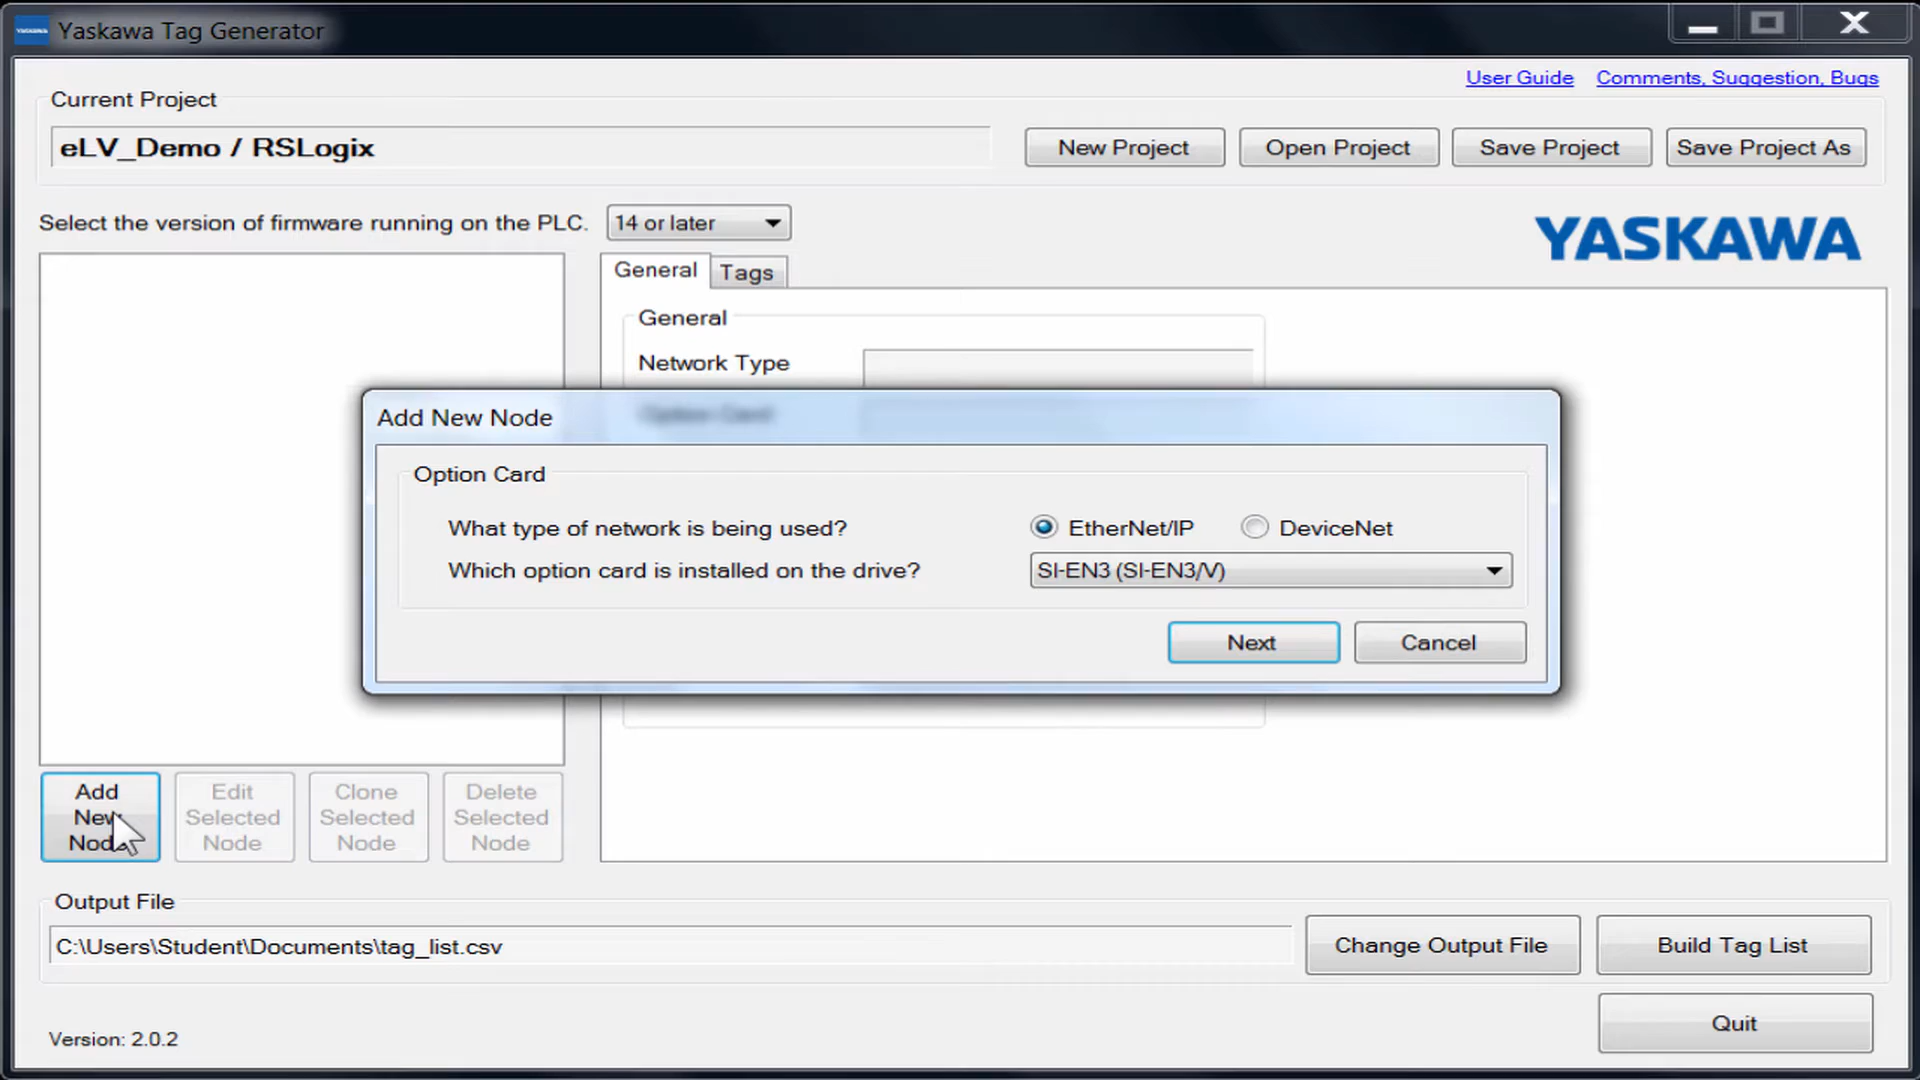 Yaskawa Tag Generator
User Guide Comments, Suggestion, Bugs
Current Project
eLV_Demo / RSLogix
New Project Open Project Save Project Save Project As
Select the version of firmware running on the PLC. 14 or later
YASKAWA
General Tags
General
Network Type
Option Card
Add New Node
Option Card
What type of network is being used? EtherNet/IP DeviceNet
Which option card is installed on the drive? SI-EN3 (SI-EN3/V)
Next Cancel
Add New Node
Edit Selected Node
Clone Selected Node
Delete Selected Node
Output File
C:\Users\Student\Documents\tag_list.csv
Change Output File Build Tag List
Quit
Version: 2.0.2